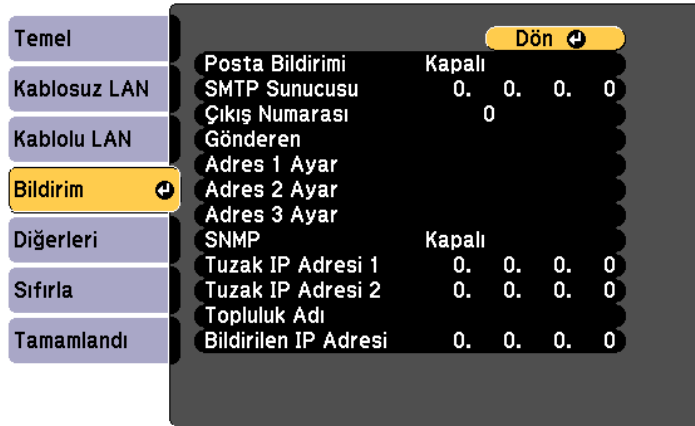 Temel
Kablosuz LAN
Kablolu LAN
Bildirim
Diğerleri
Sıfırla
Tamamlandı
Dön
Posta Bildirimi Kapalı
SMTP Sunucusu 0. 0. 0. 0
Çıkış Numarası 0
Gönderen
Adres 1 Ayar
Adres 2 Ayar
Adres 3 Ayar
SNMP Kapalı
Tuzak IP Adresi 1 0. 0. 0. 0
Tuzak IP Adresi 2 0. 0. 0. 0
Topluluk Adı
Bildirilen IP Adresi 0. 0. 0. 0